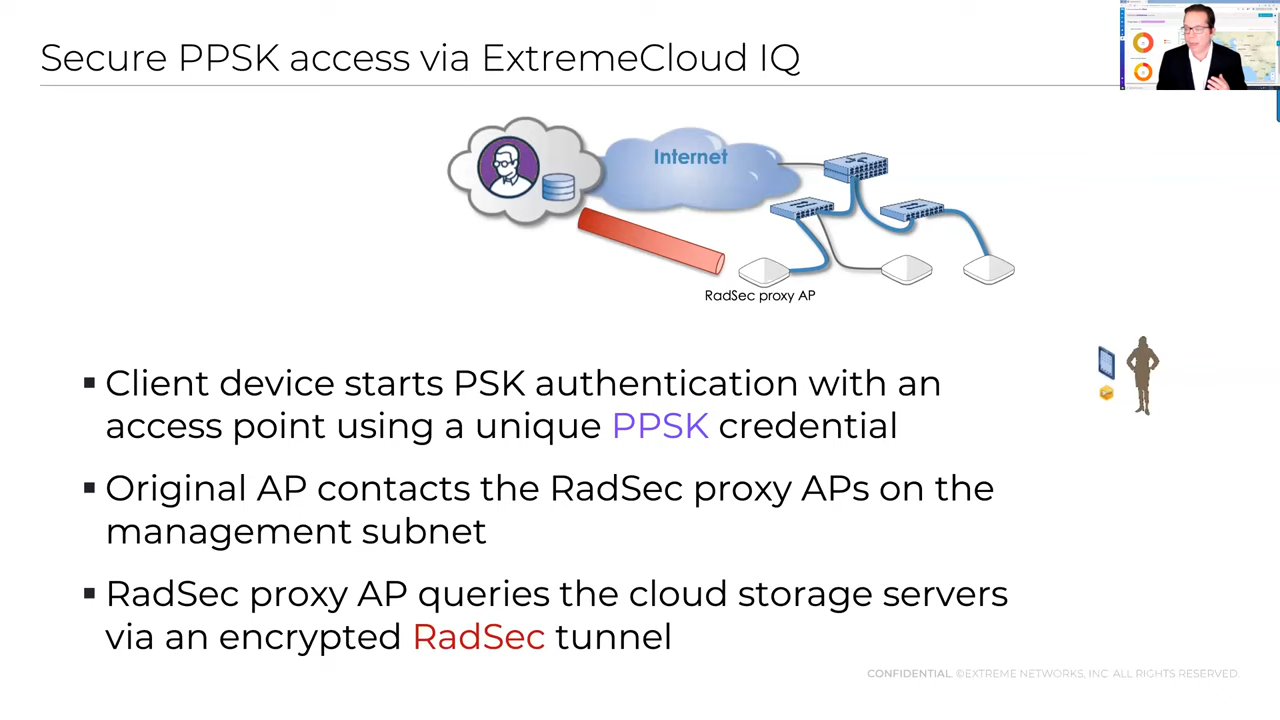 Secure PPSK access via ExtremeCloud IQ
Internet
RadSec proxy AP
▪ Client device starts PSK authentication with an
access point using a unique PPSK credential
▪ Original AP contacts the RadSec proxy APs on the
management subnet
▪ RadSec proxy AP queries the cloud storage servers
via an encrypted RadSec tunnel
CONFIDENTIAL. ©EXTREME NETWORKS, INC. ALL RIGHTS RESERVED.